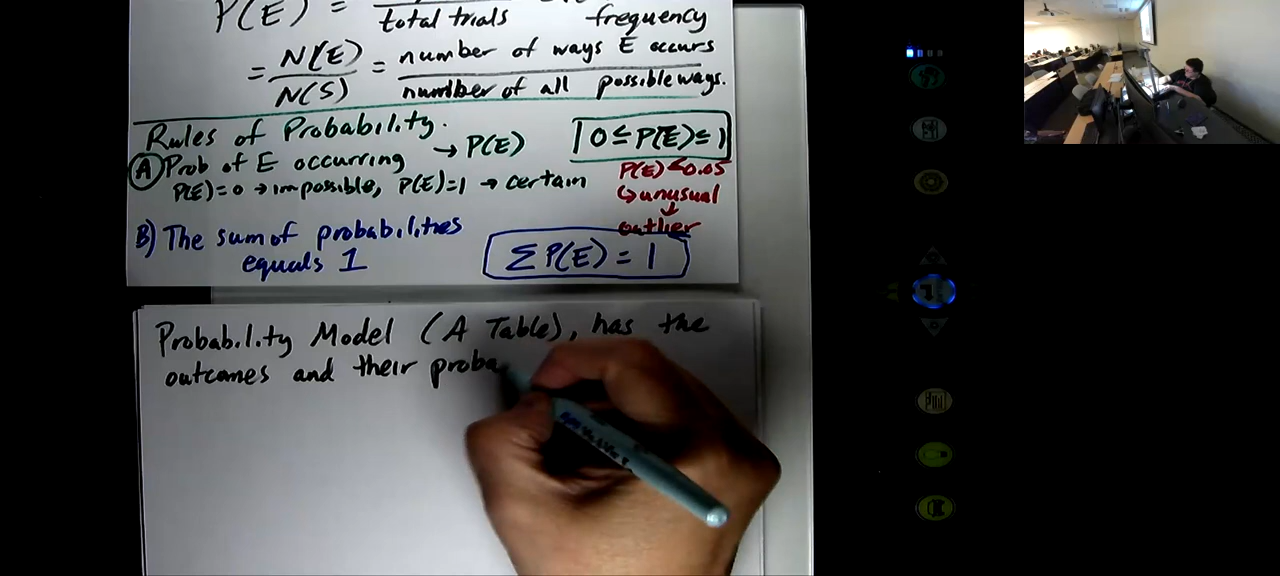 P(E) =
total trials
frequency
= N(E) = number of ways E occurs
N(S) number of all possible ways.
Rules of Probability.
A Prob of E occurring → P(E)
0 ≤ P(E) ≤ 1
P(E)=0 → impossible, P(E)=1 → certain
P(E) < 0.05
↳ unusual
↓
outlier
B) The sum of probabilities
equals 1
Σ P(E) = 1
Probability Model (A Table), has the
outcomes and their proba